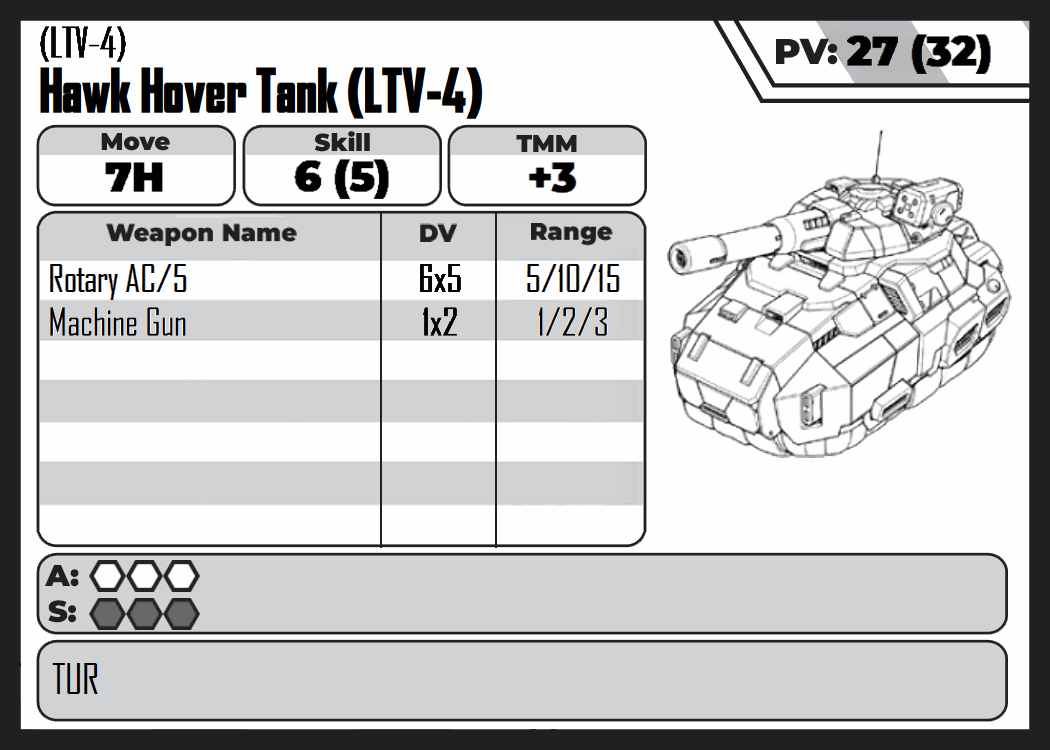 (LTV-4)
Hawk Hover Tank (LTV-4)
PV: 27 (32)
Move Skill TMM
7H 6 (5) +3
Weapon Name DV Range
Rotary AC/5 6x5 5/10/15
Machine Gun 1x2 1/2/3
A:
S:
TUR